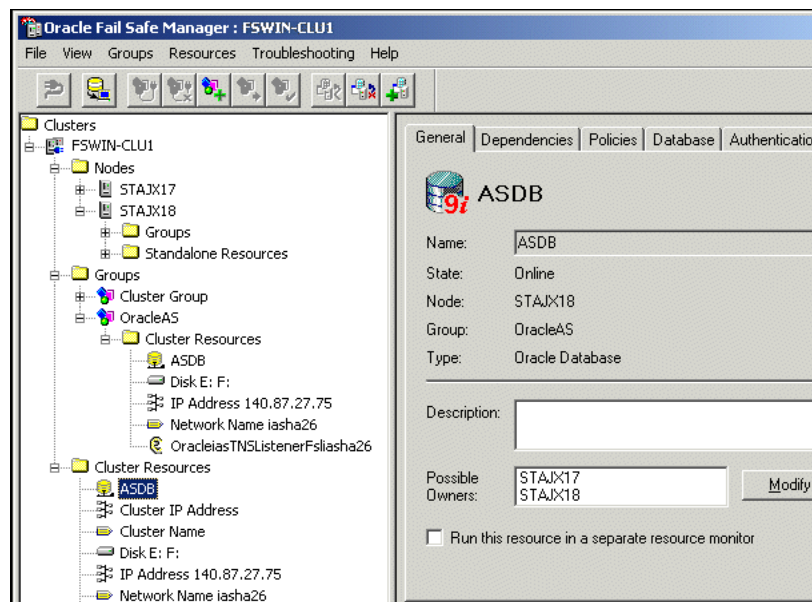 Oracle Fail Safe Manager : FSWIN-CLU1
File View Groups Resources Troubleshooting Help
Clusters
FSWIN-CLU1
Nodes
STAJX17
STAJX18
Groups
Standalone Resources
Groups
Cluster Group
OracleAS
Cluster Resources
ASDB
Disk E: F:
IP Address 140.87.27.75
Network Name iasha26
OracleiasTNSListenerFsliasha26
Cluster Resources
ASDB
Cluster IP Address
Cluster Name
Disk E: F:
IP Address 140.87.27.75
Network Name iasha26
General Dependencies Policies Database Authenticatio
9i ASDB
Name: ASDB
State: Online
Node: STAJX18
Group: OracleAS
Type: Oracle Database
Description:
Possible Owners: STAJX17
STAJX18
Modify
Run this resource in a separate resource monitor